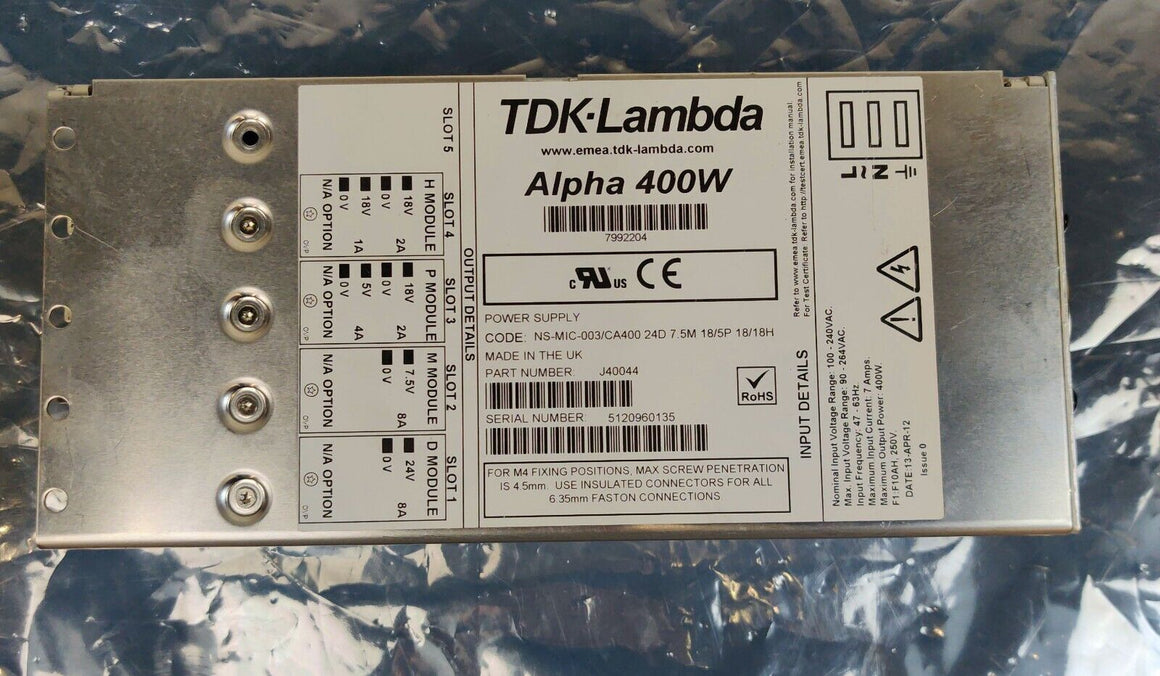 TDK·Lambda
www.emea.tdk-lambda.com
Alpha 400W
7992204
c RU us CE
POWER SUPPLY
CODE: NS-MIC-003/CA400 24D 7.5M 18/5P 18/18H
MADE IN THE UK
PART NUMBER: J40044
SERIAL NUMBER: 5120960135
RoHS
FOR M4 FIXING POSITIONS, MAX SCREW PENETRATION
IS 4.5mm. USE INSULATED CONNECTORS FOR ALL
6.35mm FASTON CONNECTIONS.
OUTPUT DETAILS
SLOT 5
SLOT 4
H MODULE
18V 2A
0V
18V 1A
0V
N/A OPTION
OVP
SLOT 3
P MODULE
18V 2A
0V
5V 4A
0V
N/A OPTION
OVP
SLOT 2
M MODULE
7.5V 8A
0V
N/A OPTION
OVP
SLOT 1
D MODULE
24V 8A
0V
N/A OPTION
OVP
INPUT DETAILS
Refer to www.emea.tdk-lambda.com for installation manual.
For Test Certificate: Refer to http://testcert.emea.tdk-lambda.com
L N
Nominal Input Voltage Range: 100 - 240VAC.
Max. Input Voltage Range: 90 - 264VAC.
Input Frequency: 47 - 63Hz
Maximum Input Current: 7 Amps.
Maximum Output Power: 400W.
F1:F10AH, 250V.
DATE:13-APR-12
Issue 0